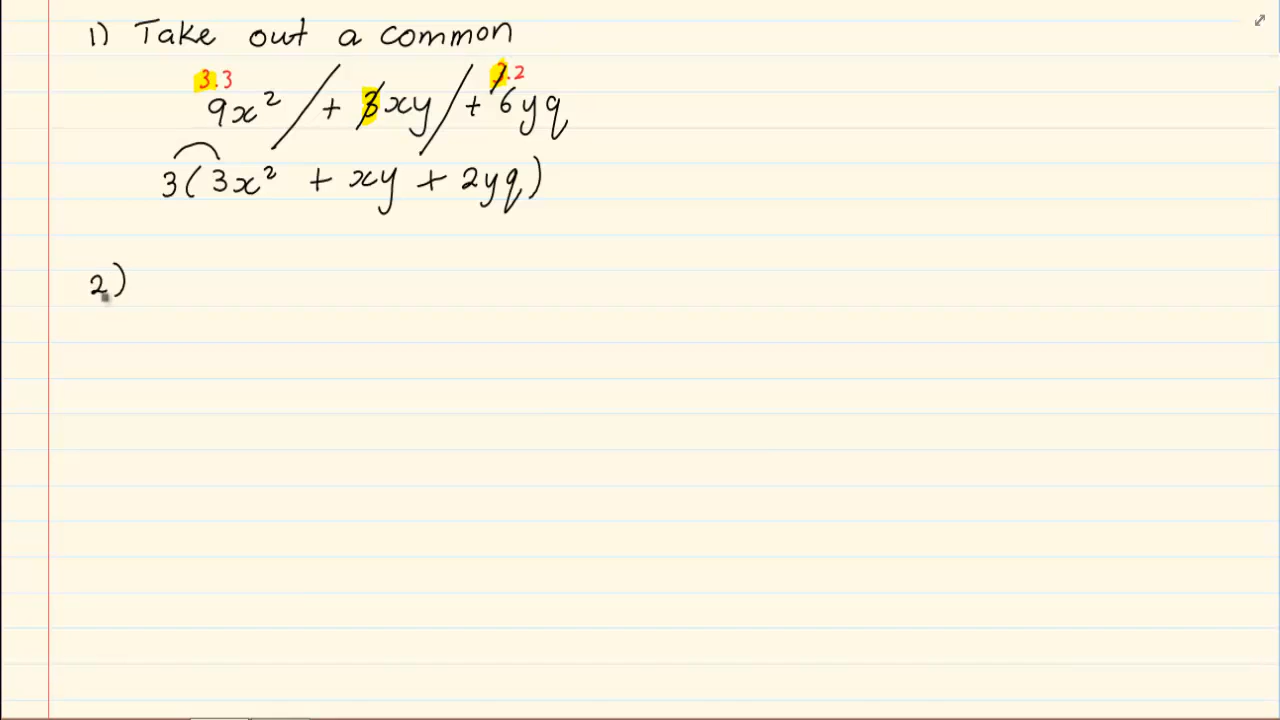 1) Take out a common
3.3 3.2
9x² / + 3xy / + 6yq
3(3x² + xy + 2yq)
2)